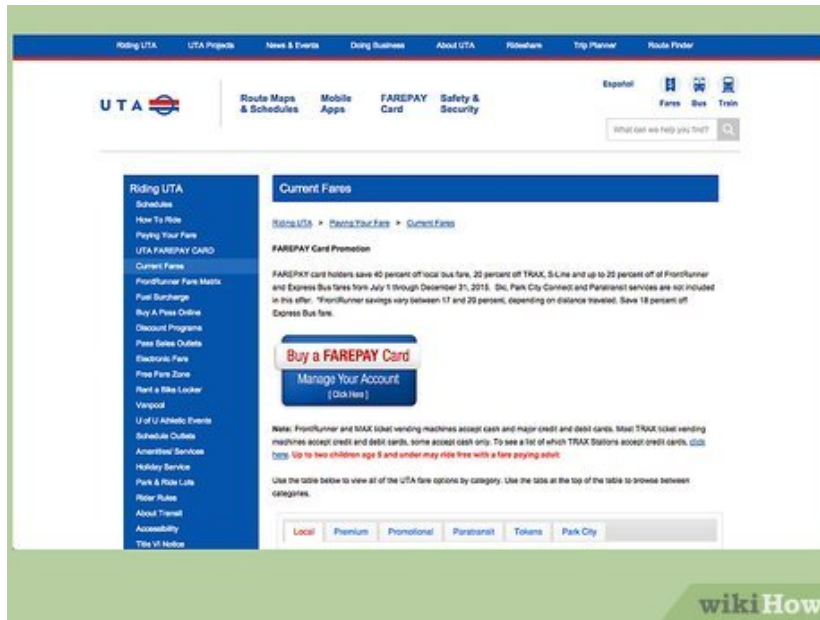 Riding UTA UTA Projects News & Events Doing Business About UTA Rideshare Trip Planner Route Finder
Español
UTA
Route Maps & Schedules
Mobile Apps
FAREPAY Card
Safety & Security
Fares Bus Train
What can we help you find?
Riding UTA
Schedules
How To Ride
Paying Your Fare
UTA FAREPAY CARD
Current Fares
FrontRunner Fare Matrix
Fuel Surcharge
Buy A Pass Online
Discount Programs
Pass Sales Outlets
Electronic Fare
Free Fare Zone
Rent a Bike Locker
Vanpool
U of U Athletic Events
Schedule Outlets
Amenities/ Services
Holiday Service
Park & Ride Lots
Rider Rules
About Transit
Accessibility
Title VI Notice
Current Fares
Riding UTA > Paying Your Fare > Current Fares
FAREPAY Card Promotion
FAREPAY card holders save 40 percent off local bus fare, 20 percent off TRAX, S-Line and up to 20 percent off of FrontRunner
and Express Bus fares from July 1 through December 31, 2015. Ski, Park City Connect and Paratransit services are not included
in this offer. *FrontRunner savings vary between 17 and 20 percent, depending on distance traveled. Save 18 percent off
Express Bus fare.
Buy a FAREPAY Card
Manage Your Account
[ Click Here ]
Note: FrontRunner and MAX ticket vending machines accept cash and major credit and debit cards. Most TRAX ticket vending
machines accept credit and debit cards, some accept cash only. To see a list of which TRAX Stations accept credit cards, click
here. Up to two children age 5 and under may ride free with a fare paying adult.
Use the table below to view all of the UTA fare options by category. Use the tabs at the top of the table to browse between
categories.
Local Premium Promotional Paratransit Tokens Park City
wikiHow